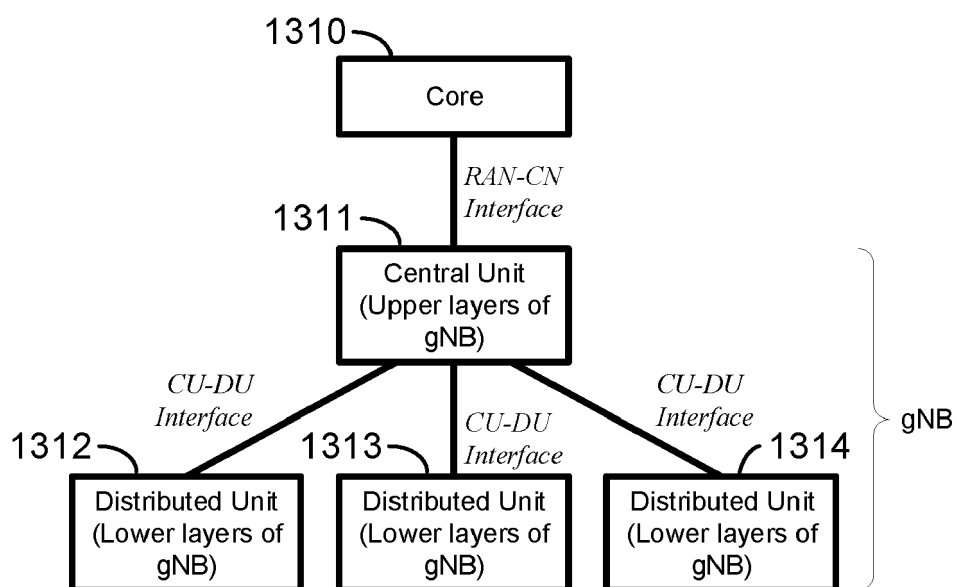 1310
Core
RAN-CN
Interface
1311
Central Unit
(Upper layers of
gNB)
CU-DU
Interface
CU-DU
Interface
CU-DU
Interface
gNB
1312
1313
1314
Distributed Unit
(Lower layers of
gNB)
Distributed Unit
(Lower layers of
gNB)
Distributed Unit
(Lower layers of
gNB)